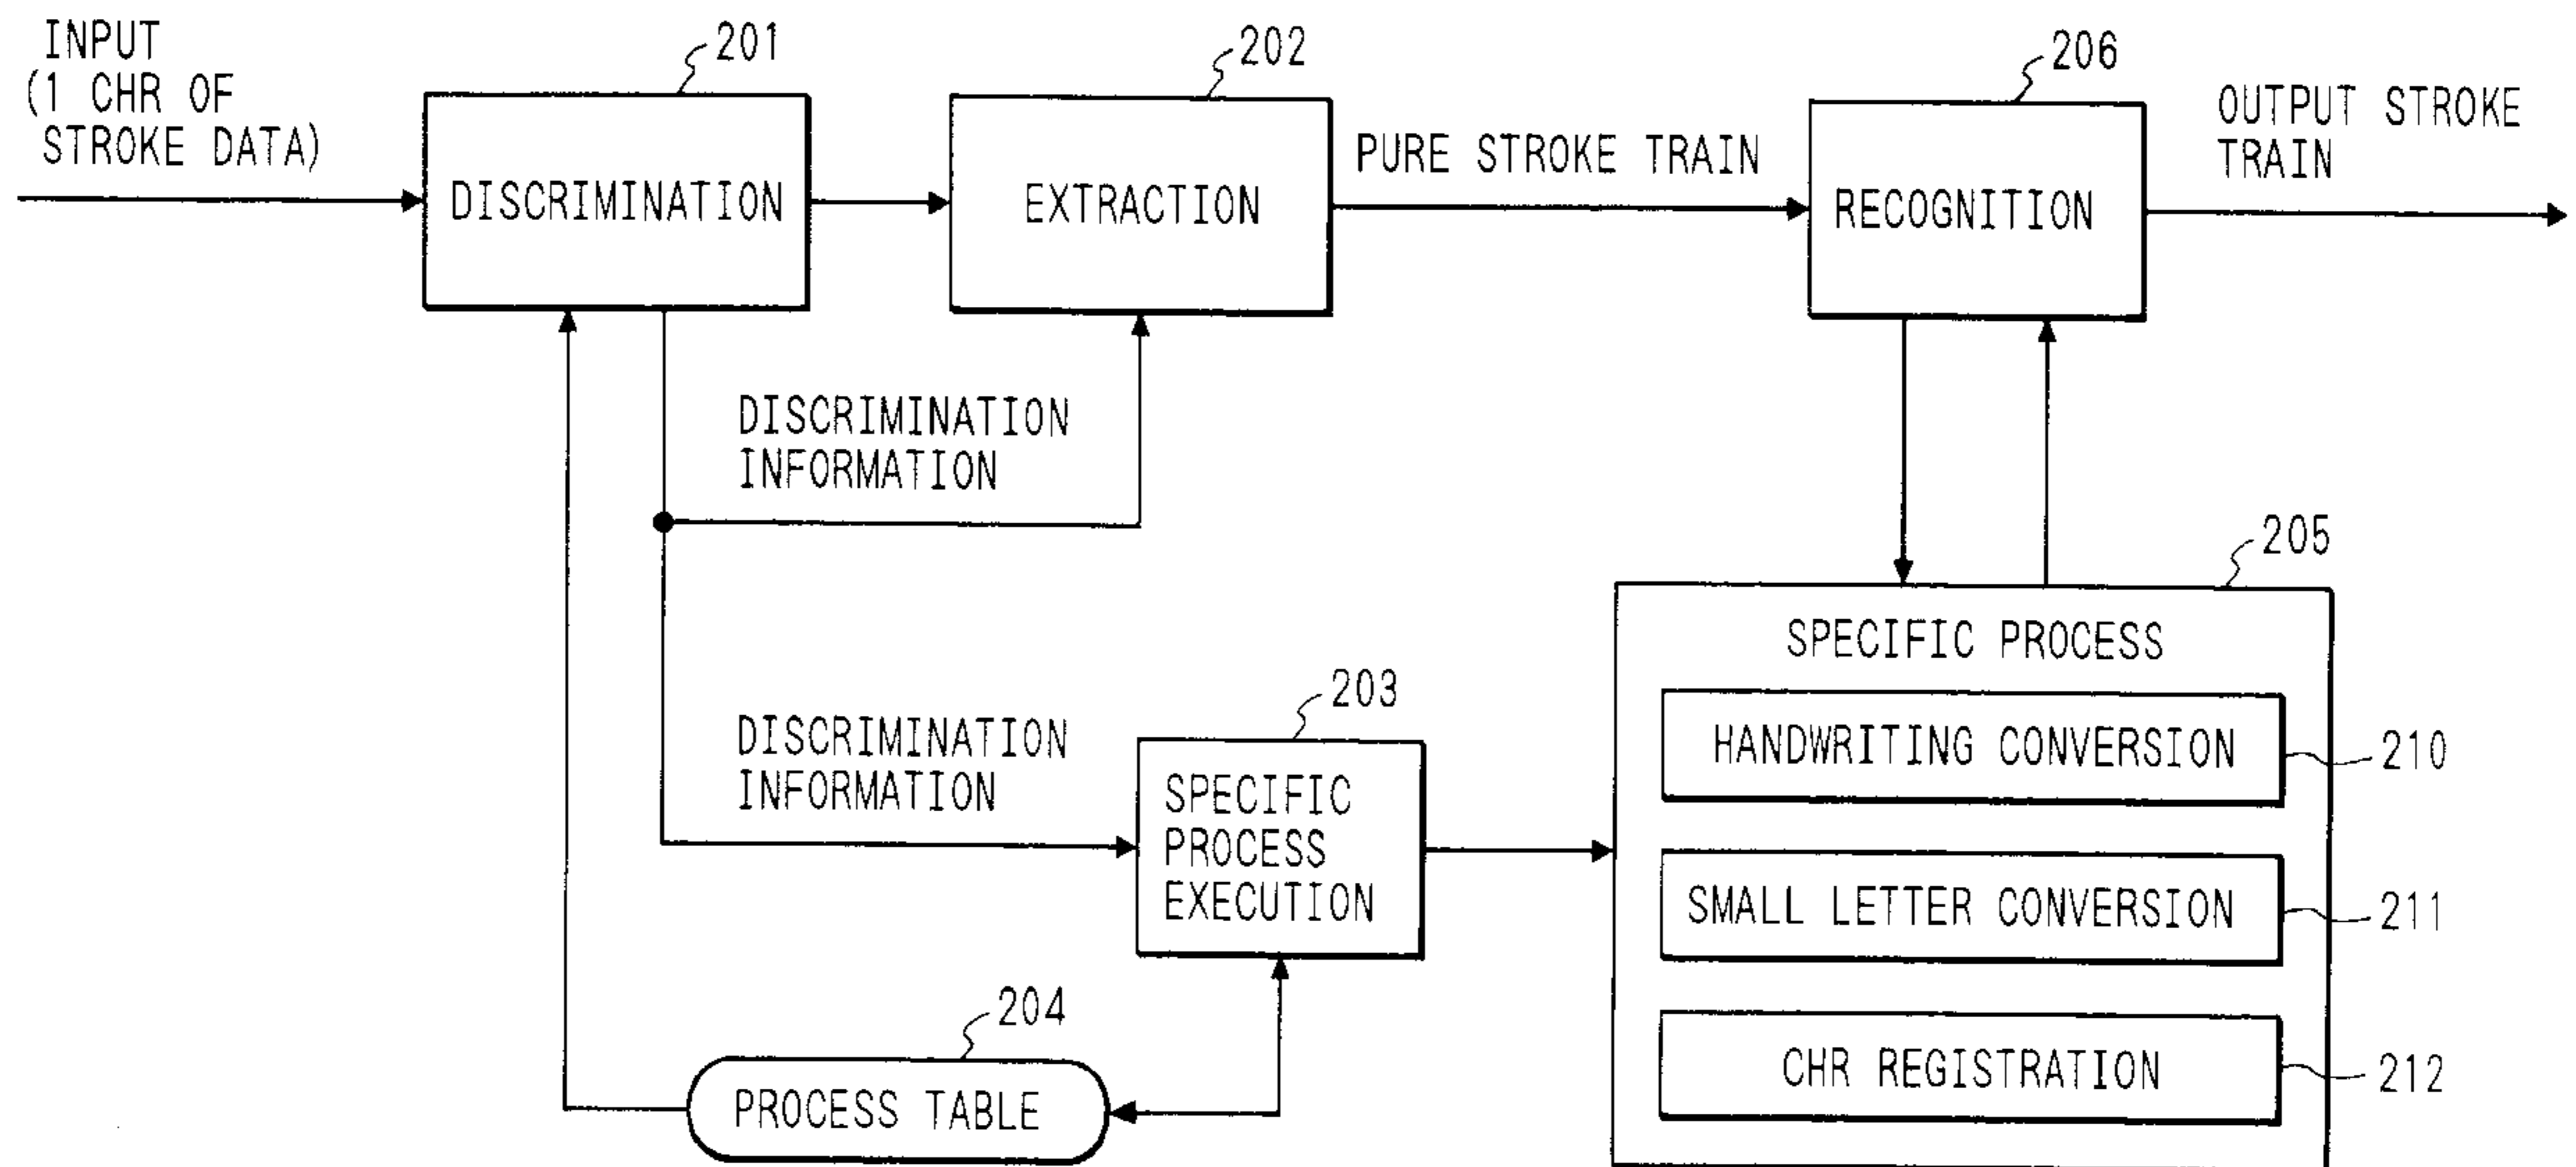 INPUT
(1 CHR OF
STROKE DATA)
201
DISCRIMINATION
202
EXTRACTION
PURE STROKE TRAIN
206
RECOGNITION
OUTPUT STROKE
TRAIN
DISCRIMINATION
INFORMATION
DISCRIMINATION
INFORMATION
203
SPECIFIC
PROCESS
EXECUTION
204
PROCESS TABLE
205
SPECIFIC PROCESS
HANDWRITING CONVERSION
210
SMALL LETTER CONVERSION
211
CHR REGISTRATION
212